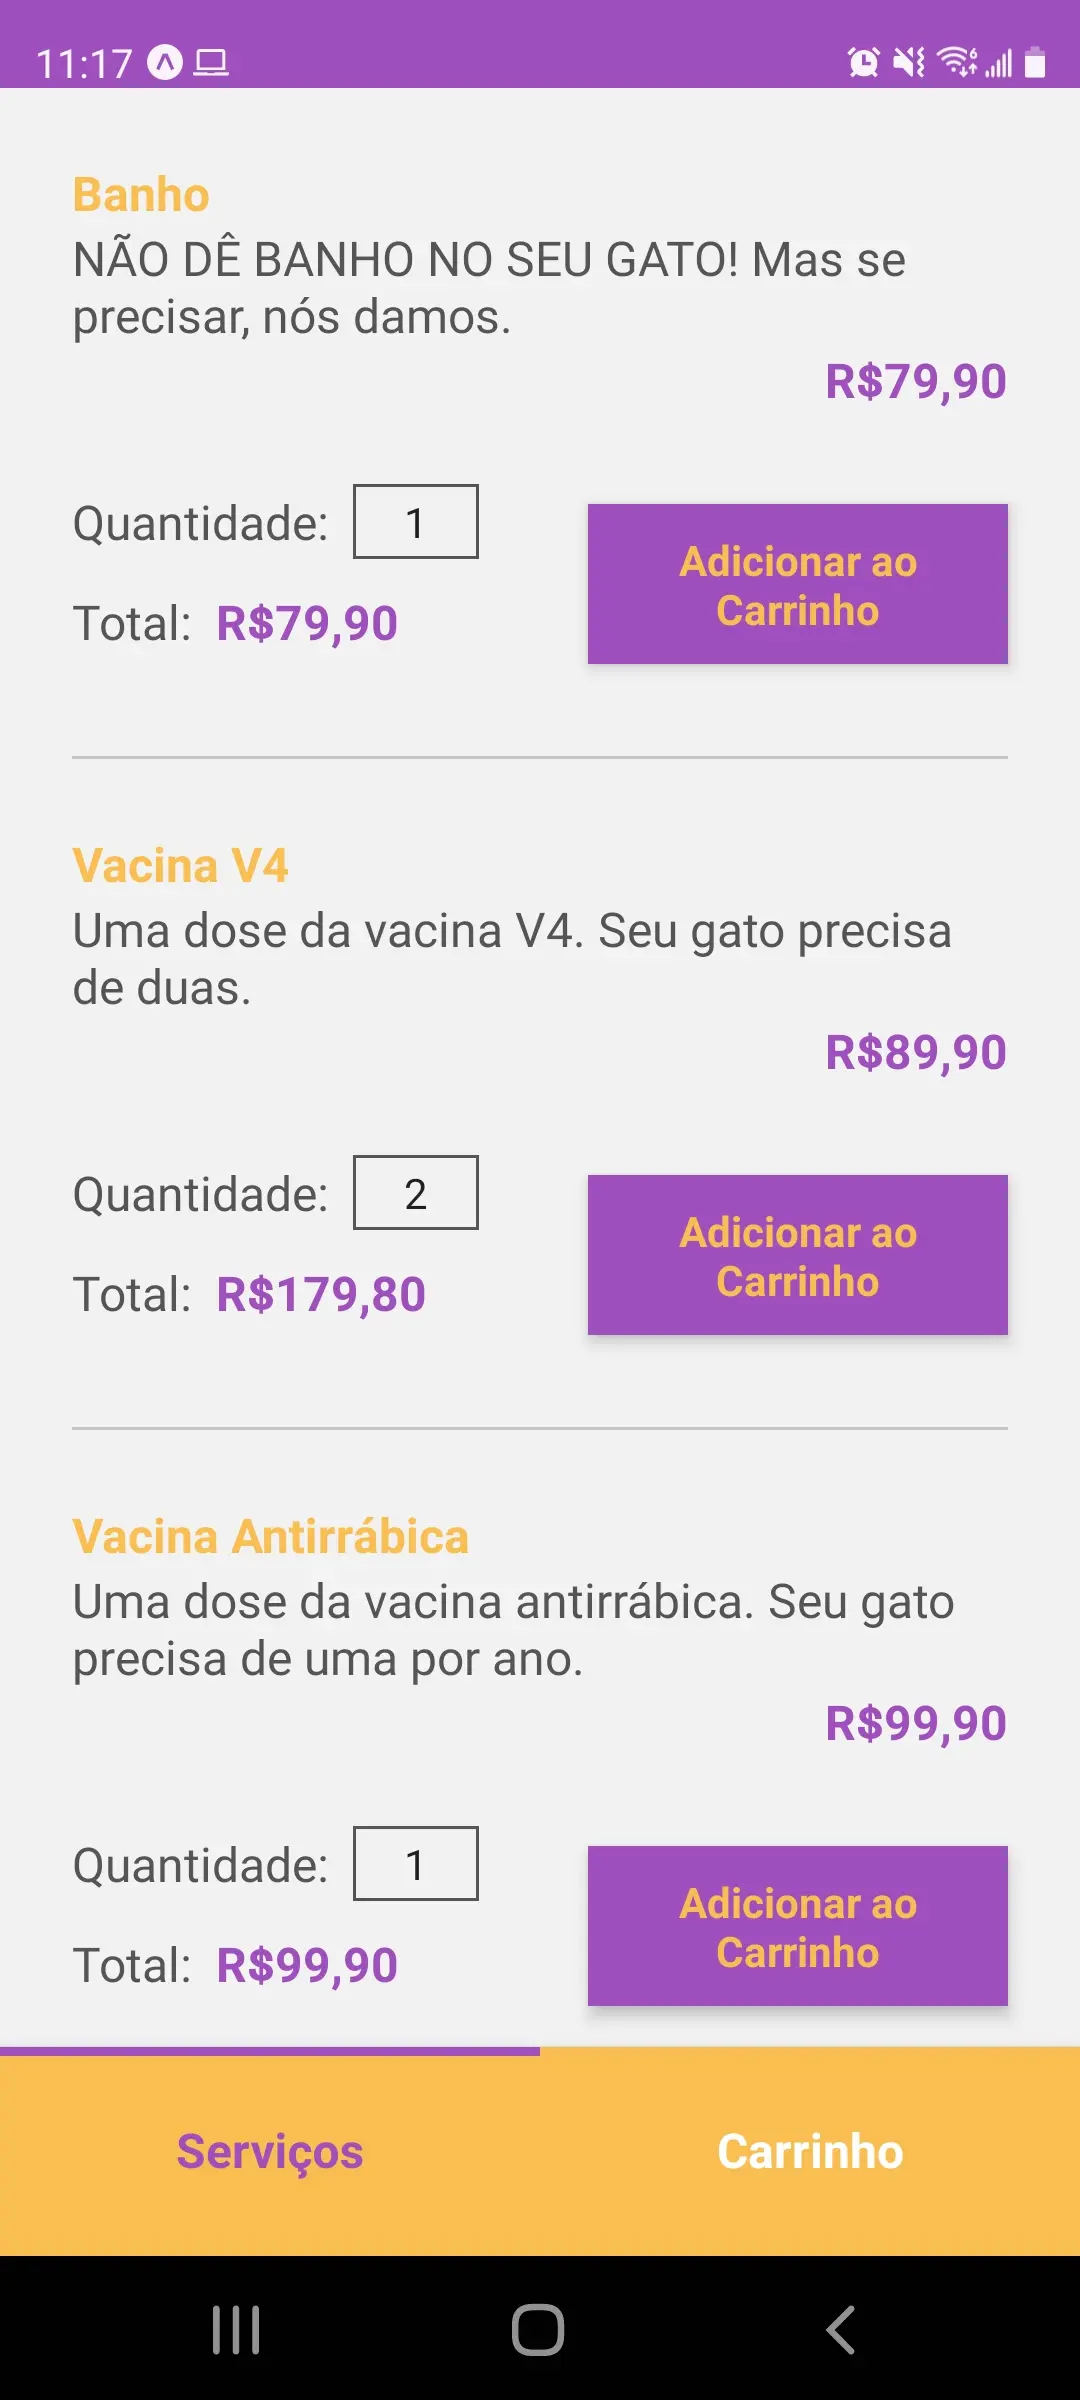 11:17
Banho
NÃO DÊ BANHO NO SEU GATO! Mas se
precisar, nós damos.
R$79,90
Quantidade: 1
Adicionar ao
Carrinho
Total: R$79,90
Vacina V4
Uma dose da vacina V4. Seu gato precisa
de duas.
R$89,90
Quantidade: 2
Adicionar ao
Carrinho
Total: R$179,80
Vacina Antirrábica
Uma dose da vacina antirrábica. Seu gato
precisa de uma por ano.
R$99,90
Quantidade: 1
Adicionar ao
Carrinho
Total: R$99,90
Serviços
Carrinho